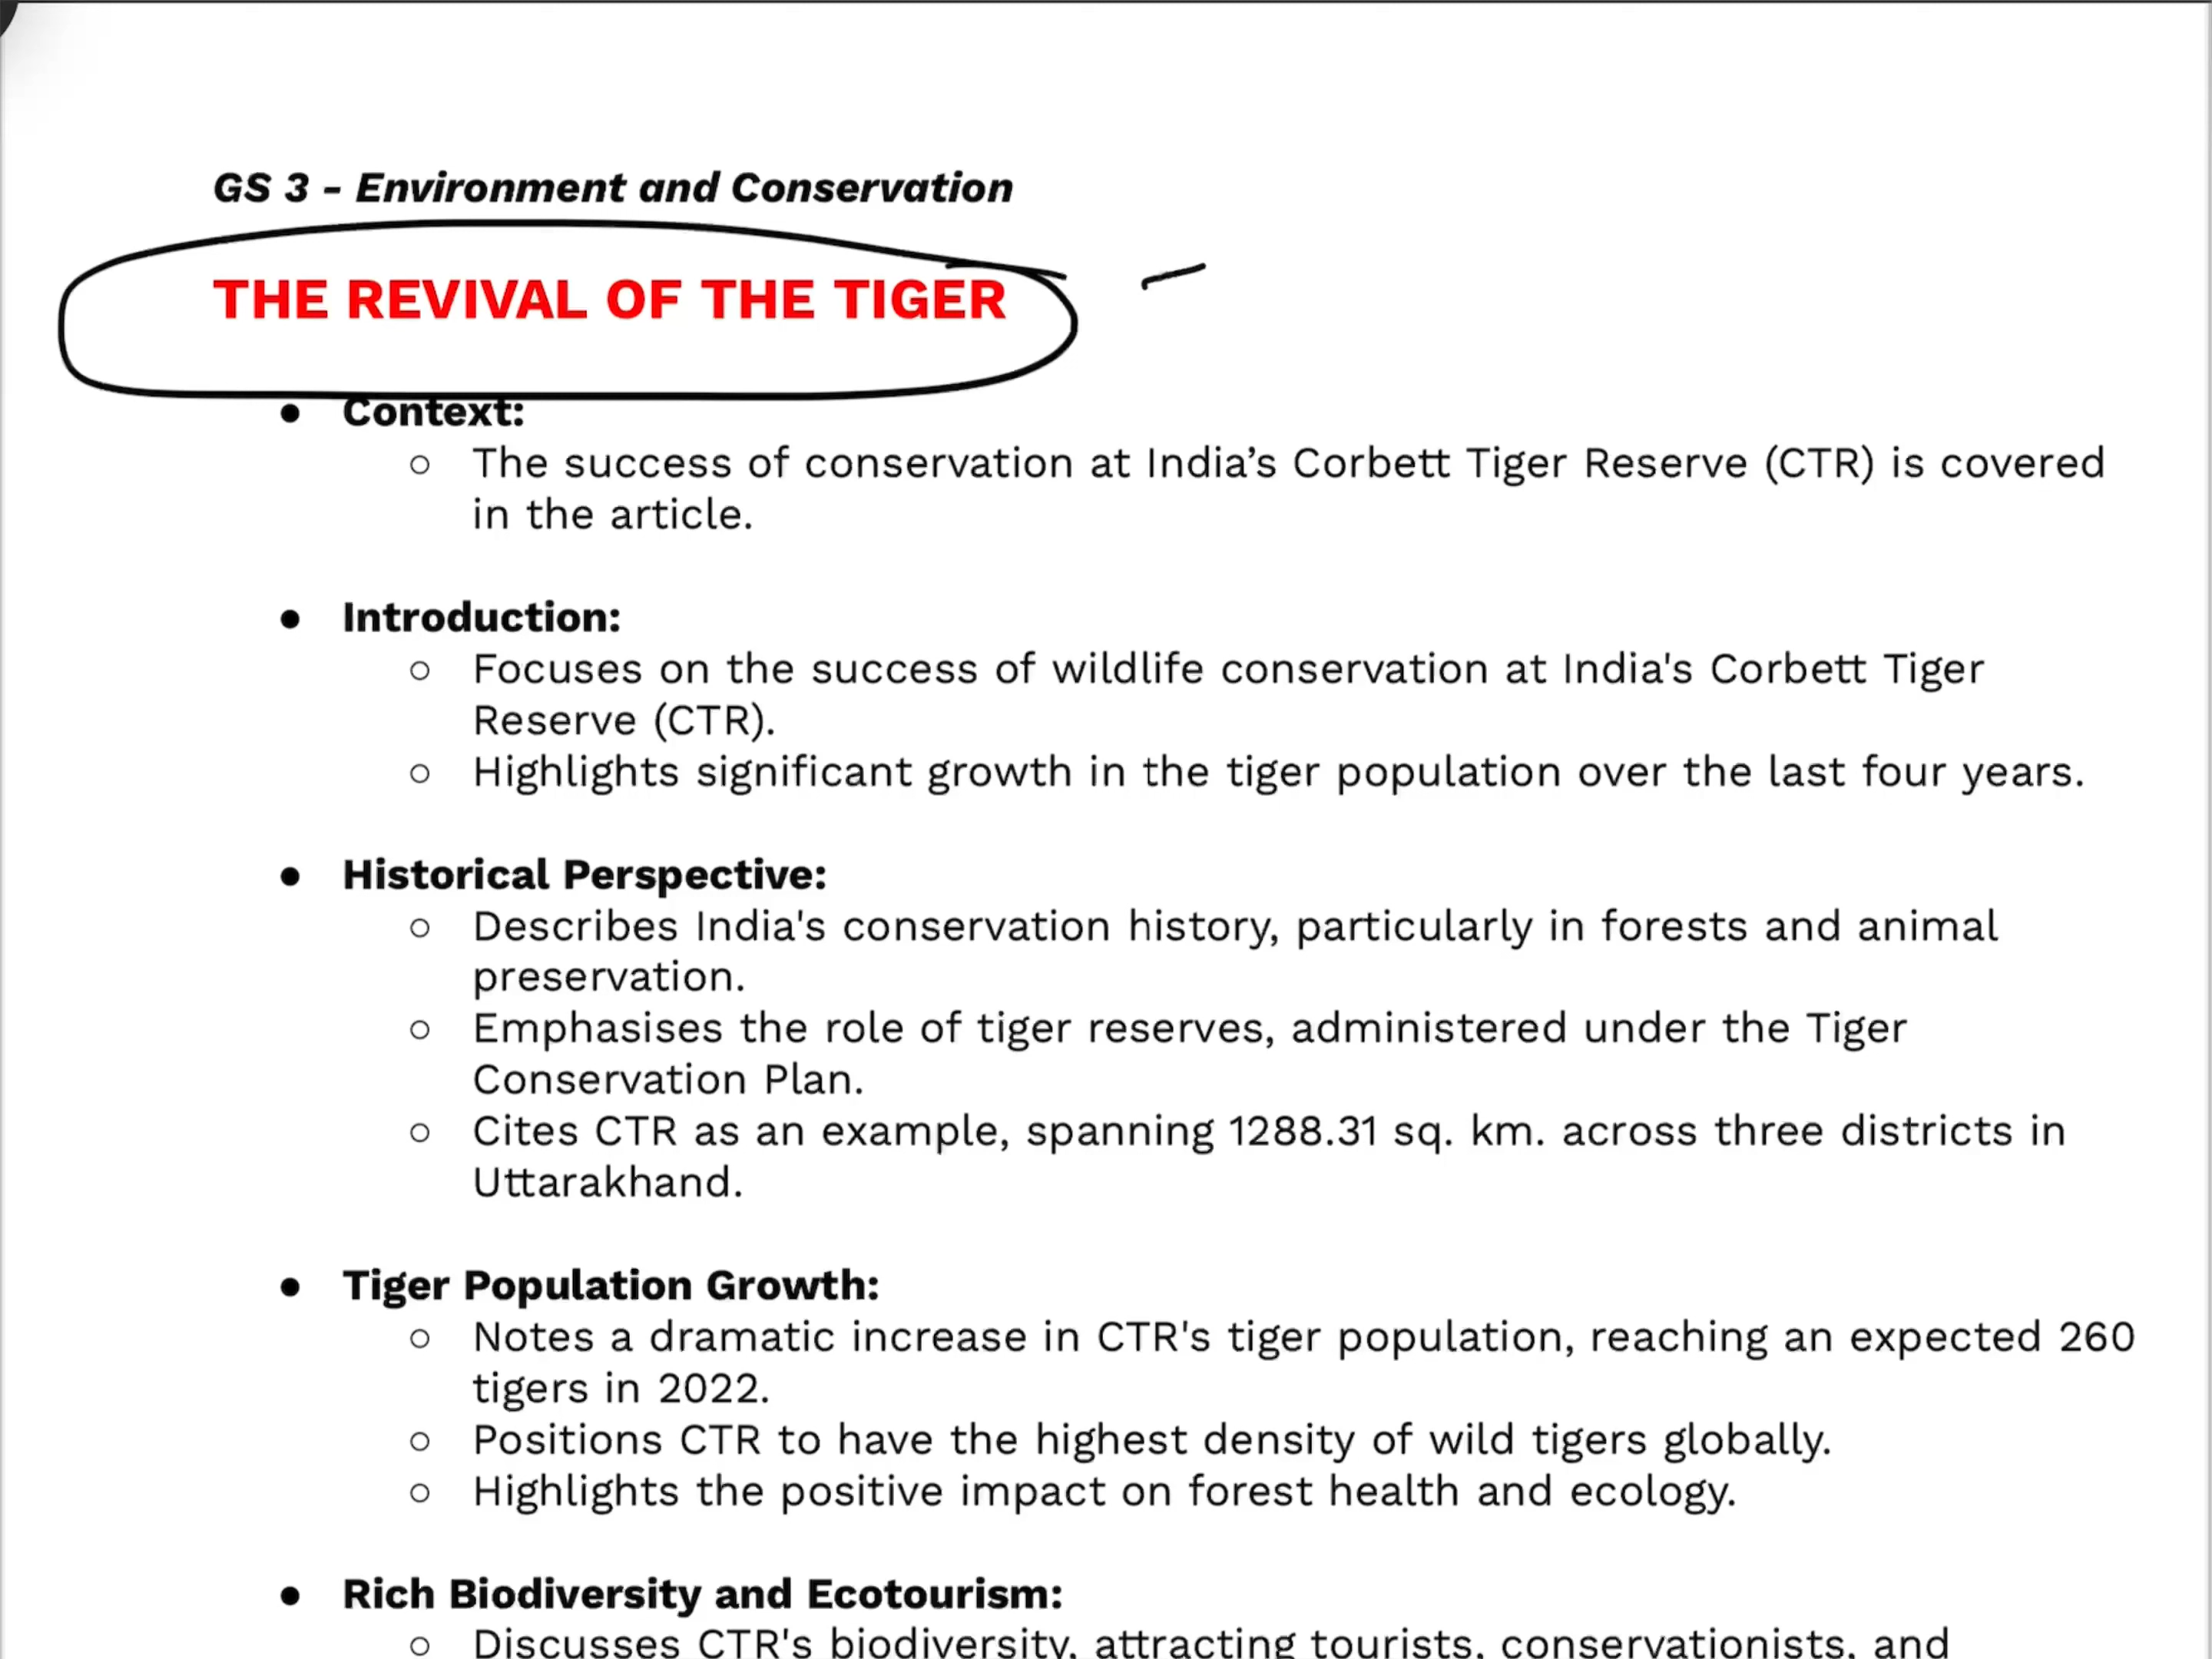 GS 3 - Environment and Conservation
THE REVIVAL OF THE TIGER
● Context:
○ The success of conservation at India’s Corbett Tiger Reserve (CTR) is covered
in the article.
● Introduction:
○ Focuses on the success of wildlife conservation at India's Corbett Tiger
Reserve (CTR).
○ Highlights significant growth in the tiger population over the last four years.
● Historical Perspective:
○ Describes India's conservation history, particularly in forests and animal
preservation.
○ Emphasises the role of tiger reserves, administered under the Tiger
Conservation Plan.
○ Cites CTR as an example, spanning 1288.31 sq. km. across three districts in
Uttarakhand.
● Tiger Population Growth:
○ Notes a dramatic increase in CTR's tiger population, reaching an expected 260
tigers in 2022.
○ Positions CTR to have the highest density of wild tigers globally.
○ Highlights the positive impact on forest health and ecology.
● Rich Biodiversity and Ecotourism:
○ Discusses CTR's biodiversity, attracting tourists, conservationists, and